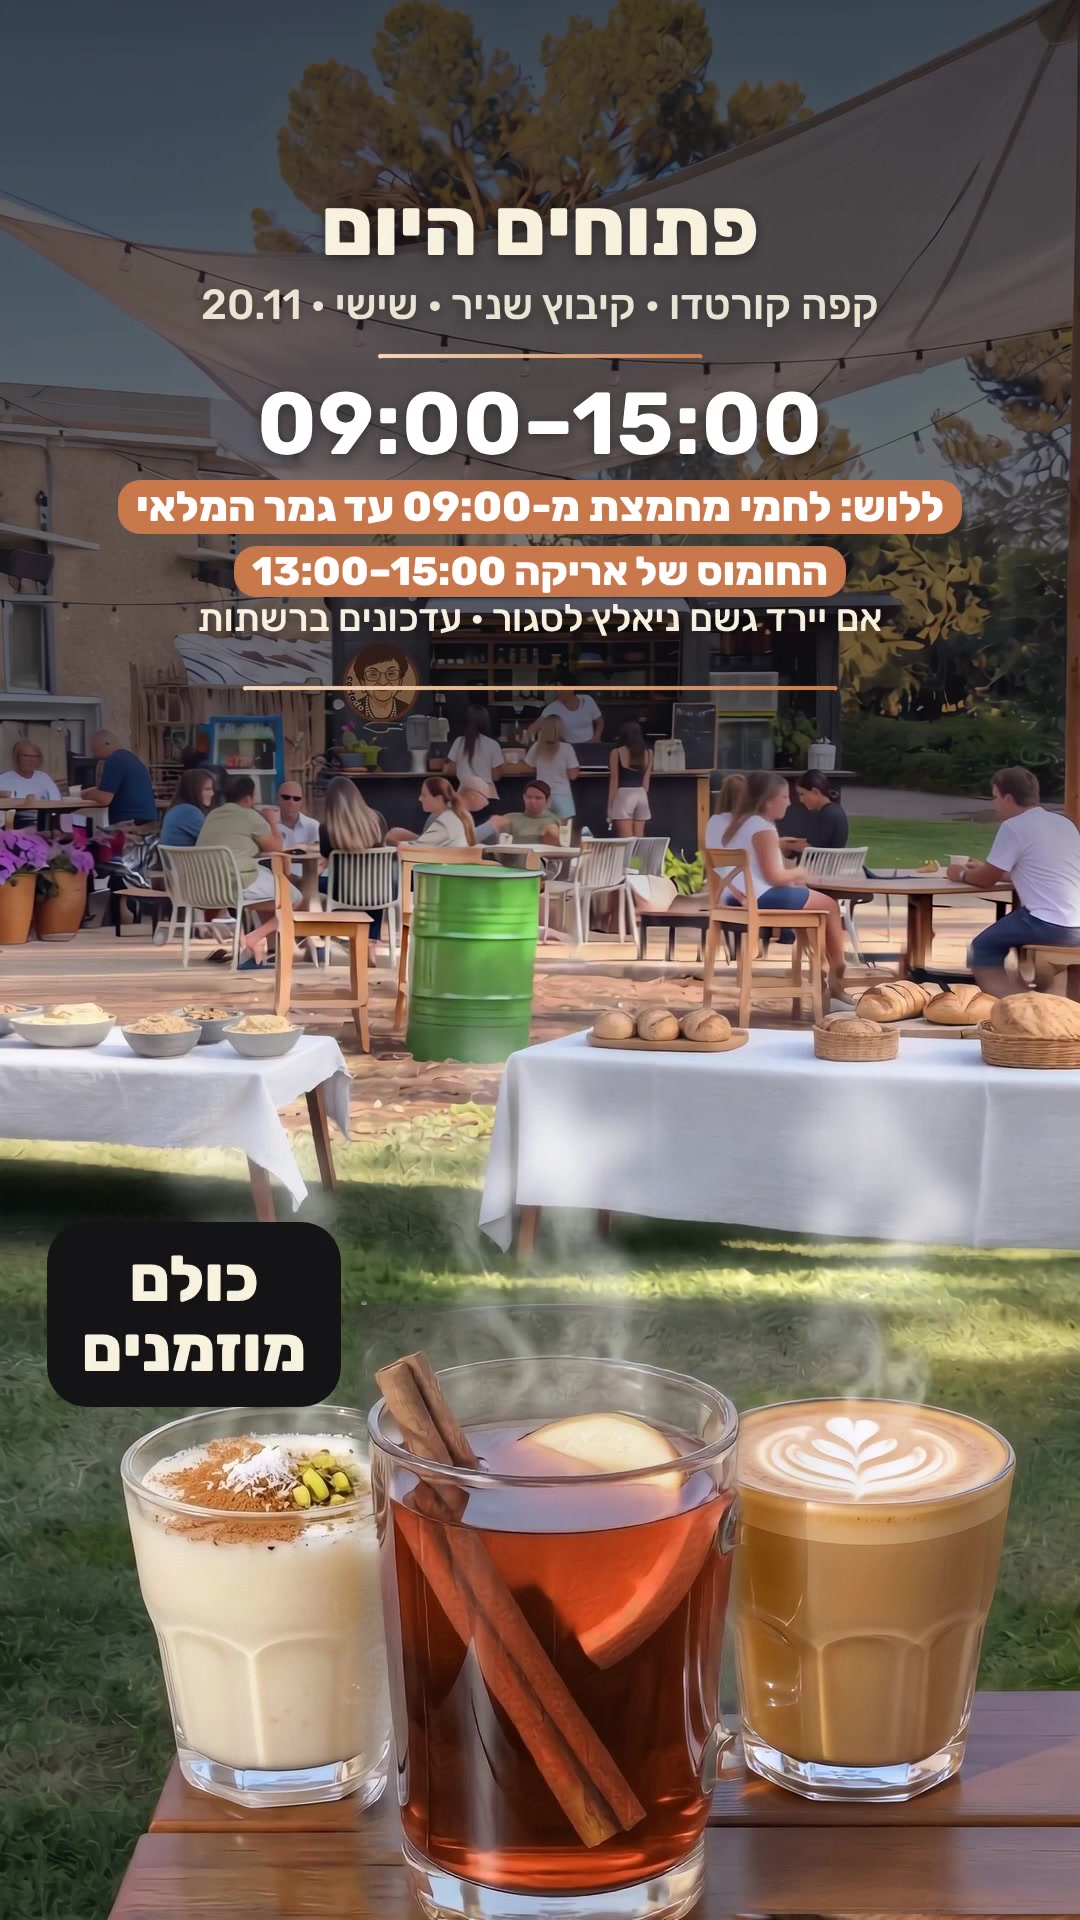 פתוחים היום
קפה קורטדו • קיבוץ שניר • שישי • 20.11
09:00–15:00
ללוש: לחמי מחמצת מ-09:00 עד גמר המלאי
החומוס של אריקה 13:00–15:00
אם יירד גשם ניאלץ לסגור • עדכונים ברשתות
כולם
מוזמנים